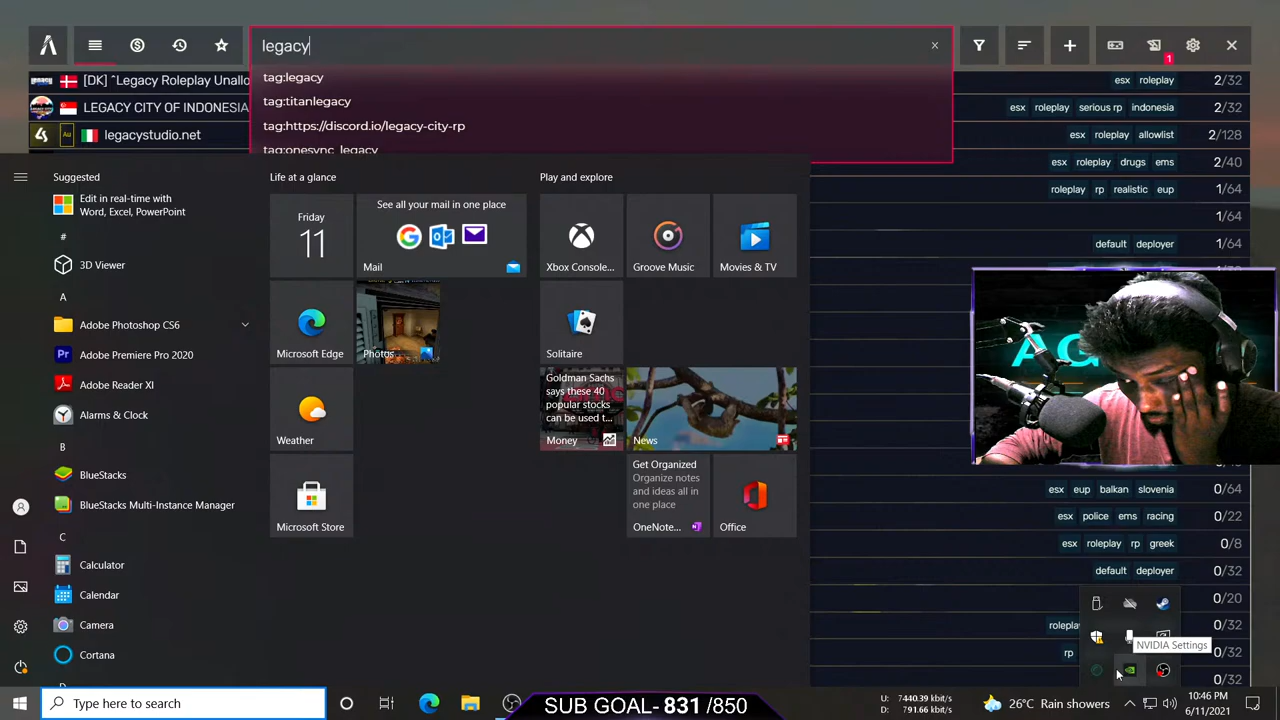 legacy
tag:legacy
tag:titanlegacy
tag:https://discord.io/legacy-city-rp
tag:onesync_legacy
1
[DK] ^Legacy Roleplay Unallo
esx roleplay 2/32
LEGACY CITY OF INDONESIA
esx roleplay serious rp indonesia 2/32
Au
legacystudio.net
esx roleplay allowlist 2/128
esx roleplay drugs ems 2/40
roleplay rp realistic eup 1/64
1/64
default deployer 1/64
esx eup balkan slovenia 0/64
esx police ems racing 0/22
esx roleplay rp greek 0/8
default deployer 0/32
0/20
0/32
rp 0/32
0/32
Suggested
Edit in real-time with
Word, Excel, PowerPoint
#
3D Viewer
A
Adobe Photoshop CS6
Adobe Premiere Pro 2020
Adobe Reader XI
Alarms & Clock
B
BlueStacks
BlueStacks Multi-Instance Manager
C
Calculator
Calendar
Camera
Cortana
Life at a glance
Friday
11
See all your mail in one place
Mail
Microsoft Edge
Photos
Weather
Microsoft Store
Play and explore
Xbox Console...
Groove Music
Movies & TV
Solitaire
Goldman Sachs
says these 40
popular stocks
can be used t...
Money
News
Get Organized
Organize notes
and ideas all in
one place
OneNote...
Office
NVIDIA Settings
Type here to search
SUB GOAL- 831 /850
U: 7440.39 kbit/s
D: 791.66 kbit/s
26°C Rain showers
10:46 PM
6/11/2021